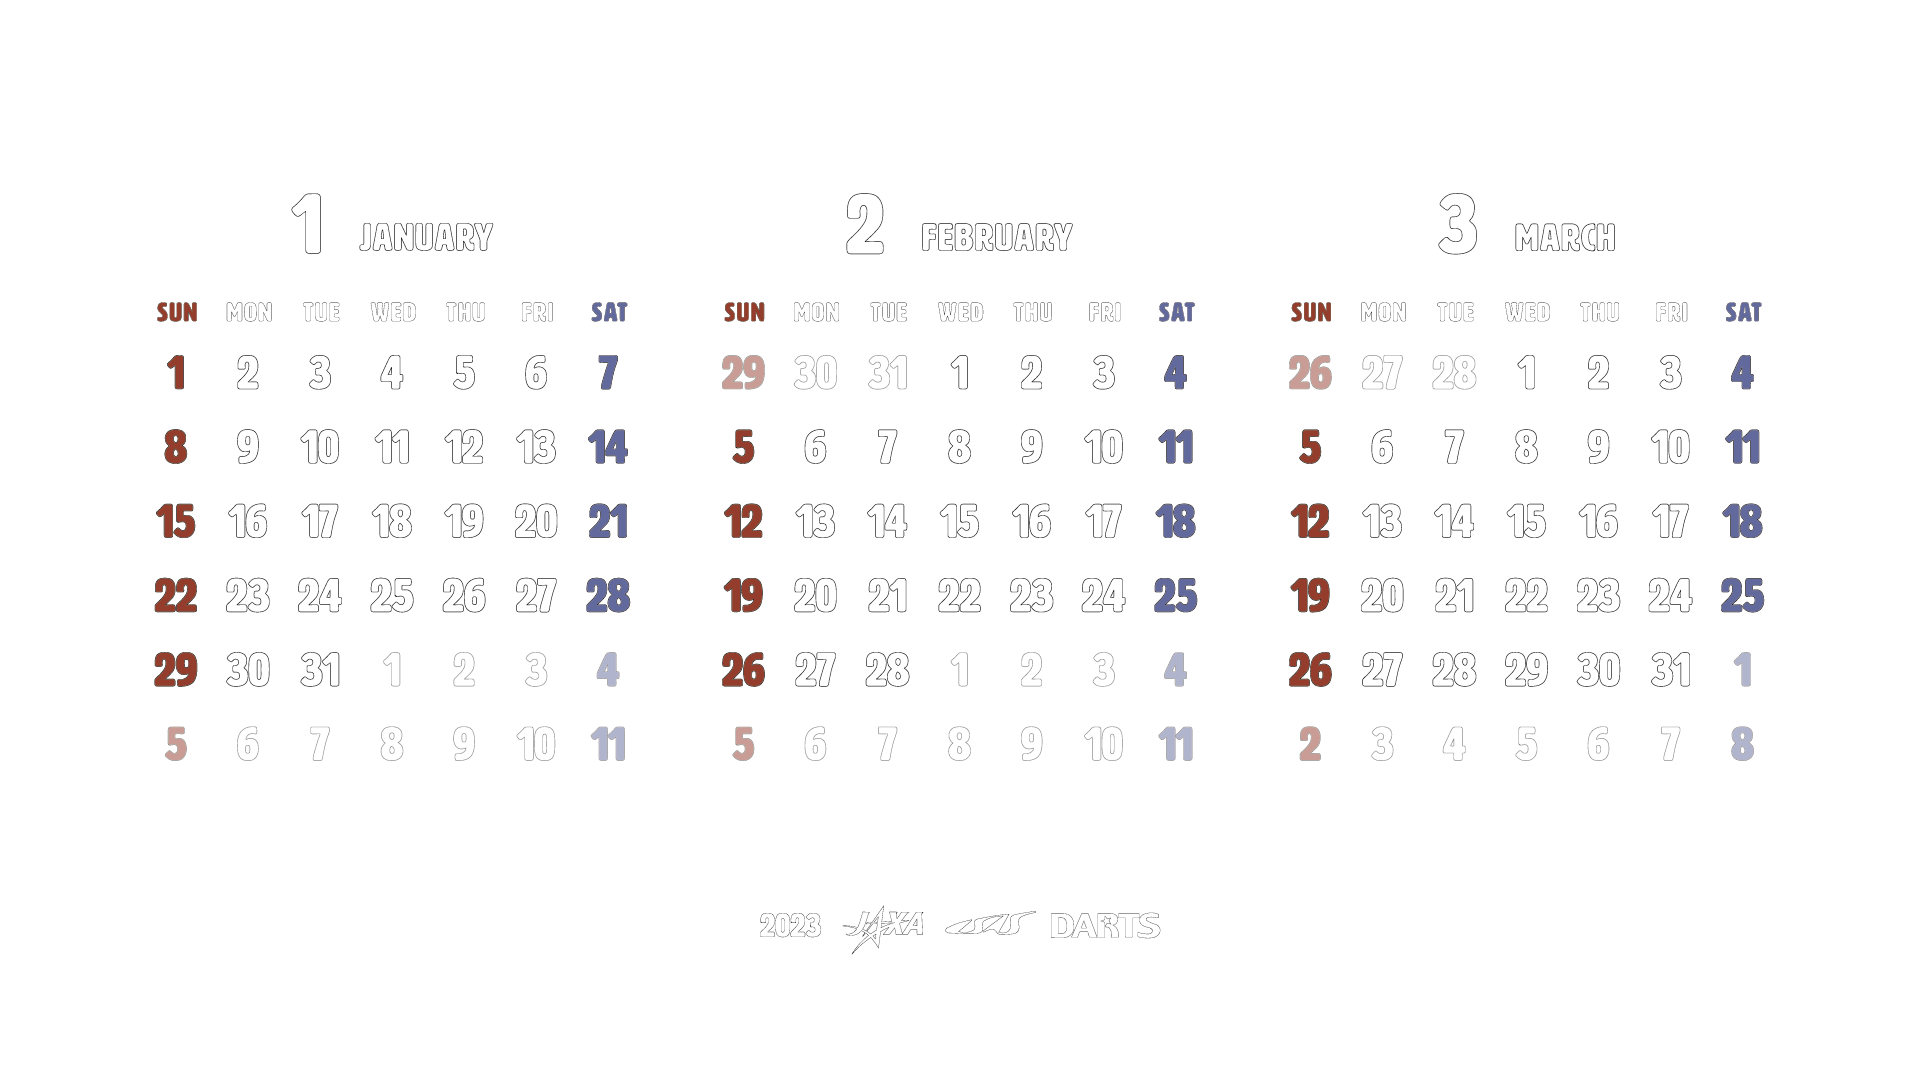 1 JANUARY
SUN MON TUE WED THU FRI SAT
1 2 3 4 5 6 7
8 9 10 11 12 13 14
15 16 17 18 19 20 21
22 23 24 25 26 27 28
29 30 31 1 2 3 4
5 6 7 8 9 10 11
2 FEBRUARY
SUN MON TUE WED THU FRI SAT
29 30 31 1 2 3 4
5 6 7 8 9 10 11
12 13 14 15 16 17 18
19 20 21 22 23 24 25
26 27 28 1 2 3 4
5 6 7 8 9 10 11
3 MARCH
SUN MON TUE WED THU FRI SAT
26 27 28 1 2 3 4
5 6 7 8 9 10 11
12 13 14 15 16 17 18
19 20 21 22 23 24 25
26 27 28 29 30 31 1
2 3 4 5 6 7 8
2023 JAXA ISAS DARTS